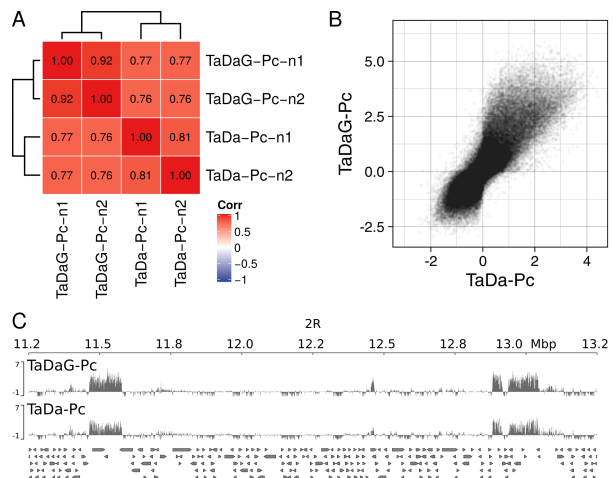 A
1.00 0.92 0.77 0.77 TaDaG-Pc-n1
0.92 1.00 0.76 0.76 TaDaG-Pc-n2
0.77 0.76 1.00 0.81 TaDa-Pc-n1
0.77 0.76 0.81 1.00 TaDa-Pc-n2
TaDaG-Pc-n1
TaDaG-Pc-n2
TaDa-Pc-n1
TaDa-Pc-n2
Corr
1
0.5
0
-0.5
-1
B
TaDaG-Pc
5.0
2.5
0.0
-2.5
-2 0 2 4
TaDa-Pc
C
2R
11.2 11.5 11.8 12.0 12.2 12.5 12.8 13.0 Mbp 13.2
7
TaDaG-Pc
-1
7
TaDa-Pc
-1